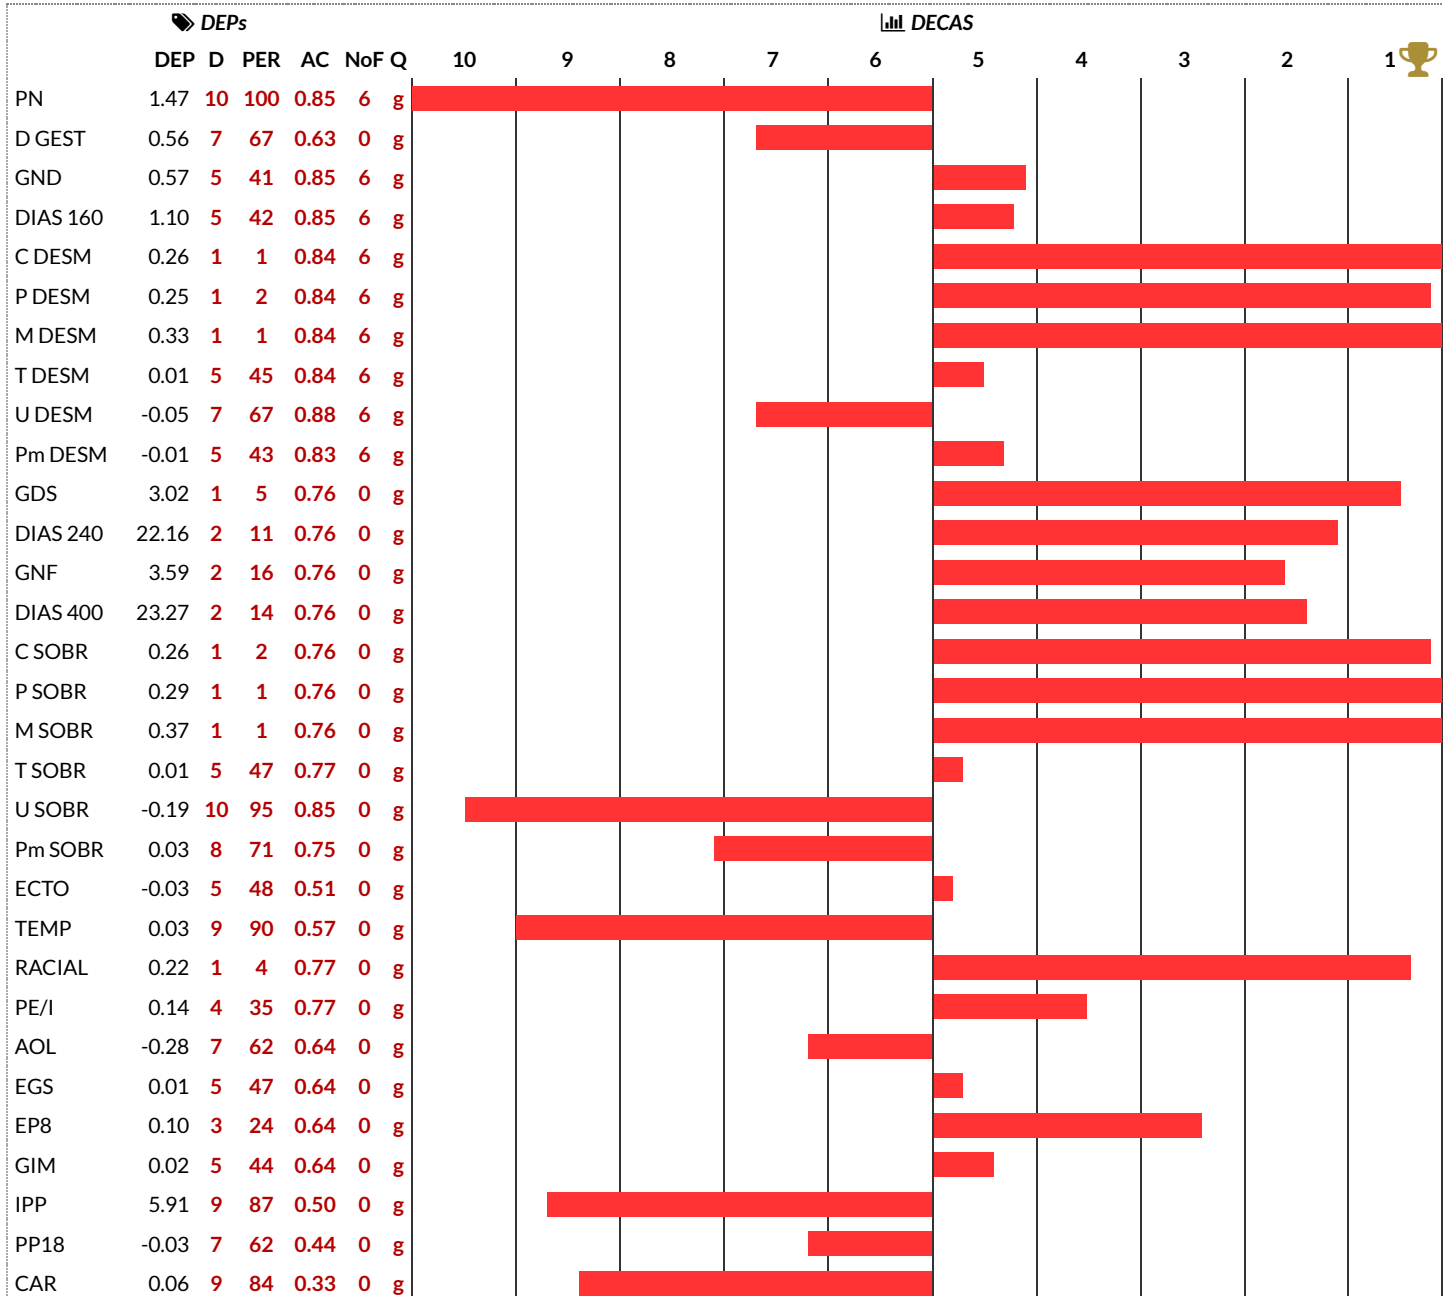 DEPs DECAS
DEP D PER AC NoF Q 10 9 8 7 6 5 4 3 2 1
PN 1.47 10 100 0.85 6 g
D GEST 0.56 7 67 0.63 0 g
GND 0.57 5 41 0.85 6 g
DIAS 160 1.10 5 42 0.85 6 g
C DESM 0.26 1 1 0.84 6 g
P DESM 0.25 1 2 0.84 6 g
M DESM 0.33 1 1 0.84 6 g
T DESM 0.01 5 45 0.84 6 g
U DESM -0.05 7 67 0.88 6 g
Pm DESM -0.01 5 43 0.83 6 g
GDS 3.02 1 5 0.76 0 g
DIAS 240 22.16 2 11 0.76 0 g
GNF 3.59 2 16 0.76 0 g
DIAS 400 23.27 2 14 0.76 0 g
C SOBR 0.26 1 2 0.76 0 g
P SOBR 0.29 1 1 0.76 0 g
M SOBR 0.37 1 1 0.76 0 g
T SOBR 0.01 5 47 0.77 0 g
U SOBR -0.19 10 95 0.85 0 g
Pm SOBR 0.03 8 71 0.75 0 g
ECTO -0.03 5 48 0.51 0 g
TEMP 0.03 9 90 0.57 0 g
RACIAL 0.22 1 4 0.77 0 g
PE/I 0.14 4 35 0.77 0 g
AOL -0.28 7 62 0.64 0 g
EGS 0.01 5 47 0.64 0 g
EP8 0.10 3 24 0.64 0 g
GIM 0.02 5 44 0.64 0 g
IPP 5.91 9 87 0.50 0 g
PP18 -0.03 7 62 0.44 0 g
CAR 0.06 9 84 0.33 0 g